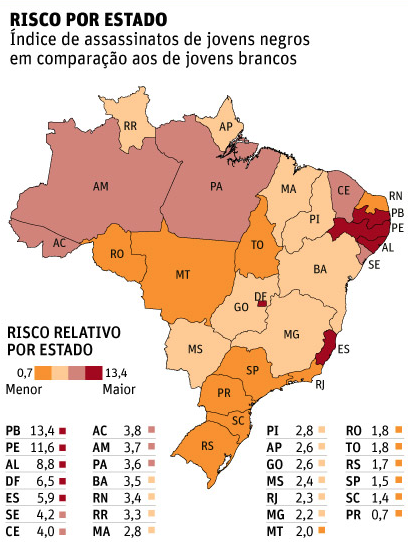 RISCO POR ESTADO
Índice de assassinatos de jovens negros
em comparação aos de jovens brancos
RR
AP
AM
PA
MA
CE
RN
PB
PE
AL
SE
PI
AC
RO
TO
MT
BA
DF
GO
MG
ES
MS
SP
RJ
PR
SC
RS
RISCO RELATIVO
POR ESTADO
0,7 13,4
Menor Maior
PB 13,4
PE 11,6
AL 8,8
DF 6,5
ES 5,9
SE 4,2
CE 4,0
AC 3,8
AM 3,7
PA 3,6
BA 3,5
RN 3,4
RR 3,3
MA 2,8
PI 2,8
AP 2,6
GO 2,6
MS 2,4
RJ 2,3
MG 2,2
MT 2,0
RO 1,8
TO 1,8
RS 1,7
SP 1,5
SC 1,4
PR 0,7